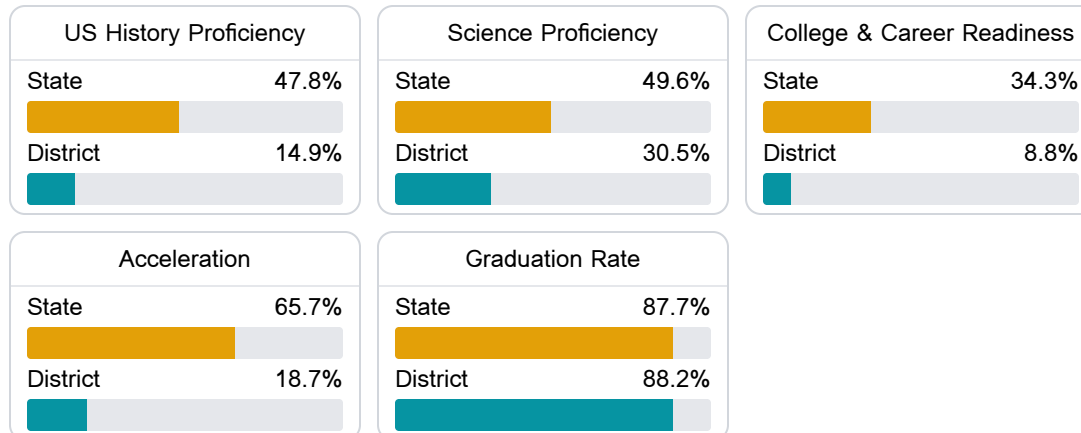 US History Proficiency
State 47.8%
District 14.9%
Science Proficiency
State 49.6%
District 30.5%
College & Career Readiness
State 34.3%
District 8.8%
Acceleration
State 65.7%
District 18.7%
Graduation Rate
State 87.7%
District 88.2%